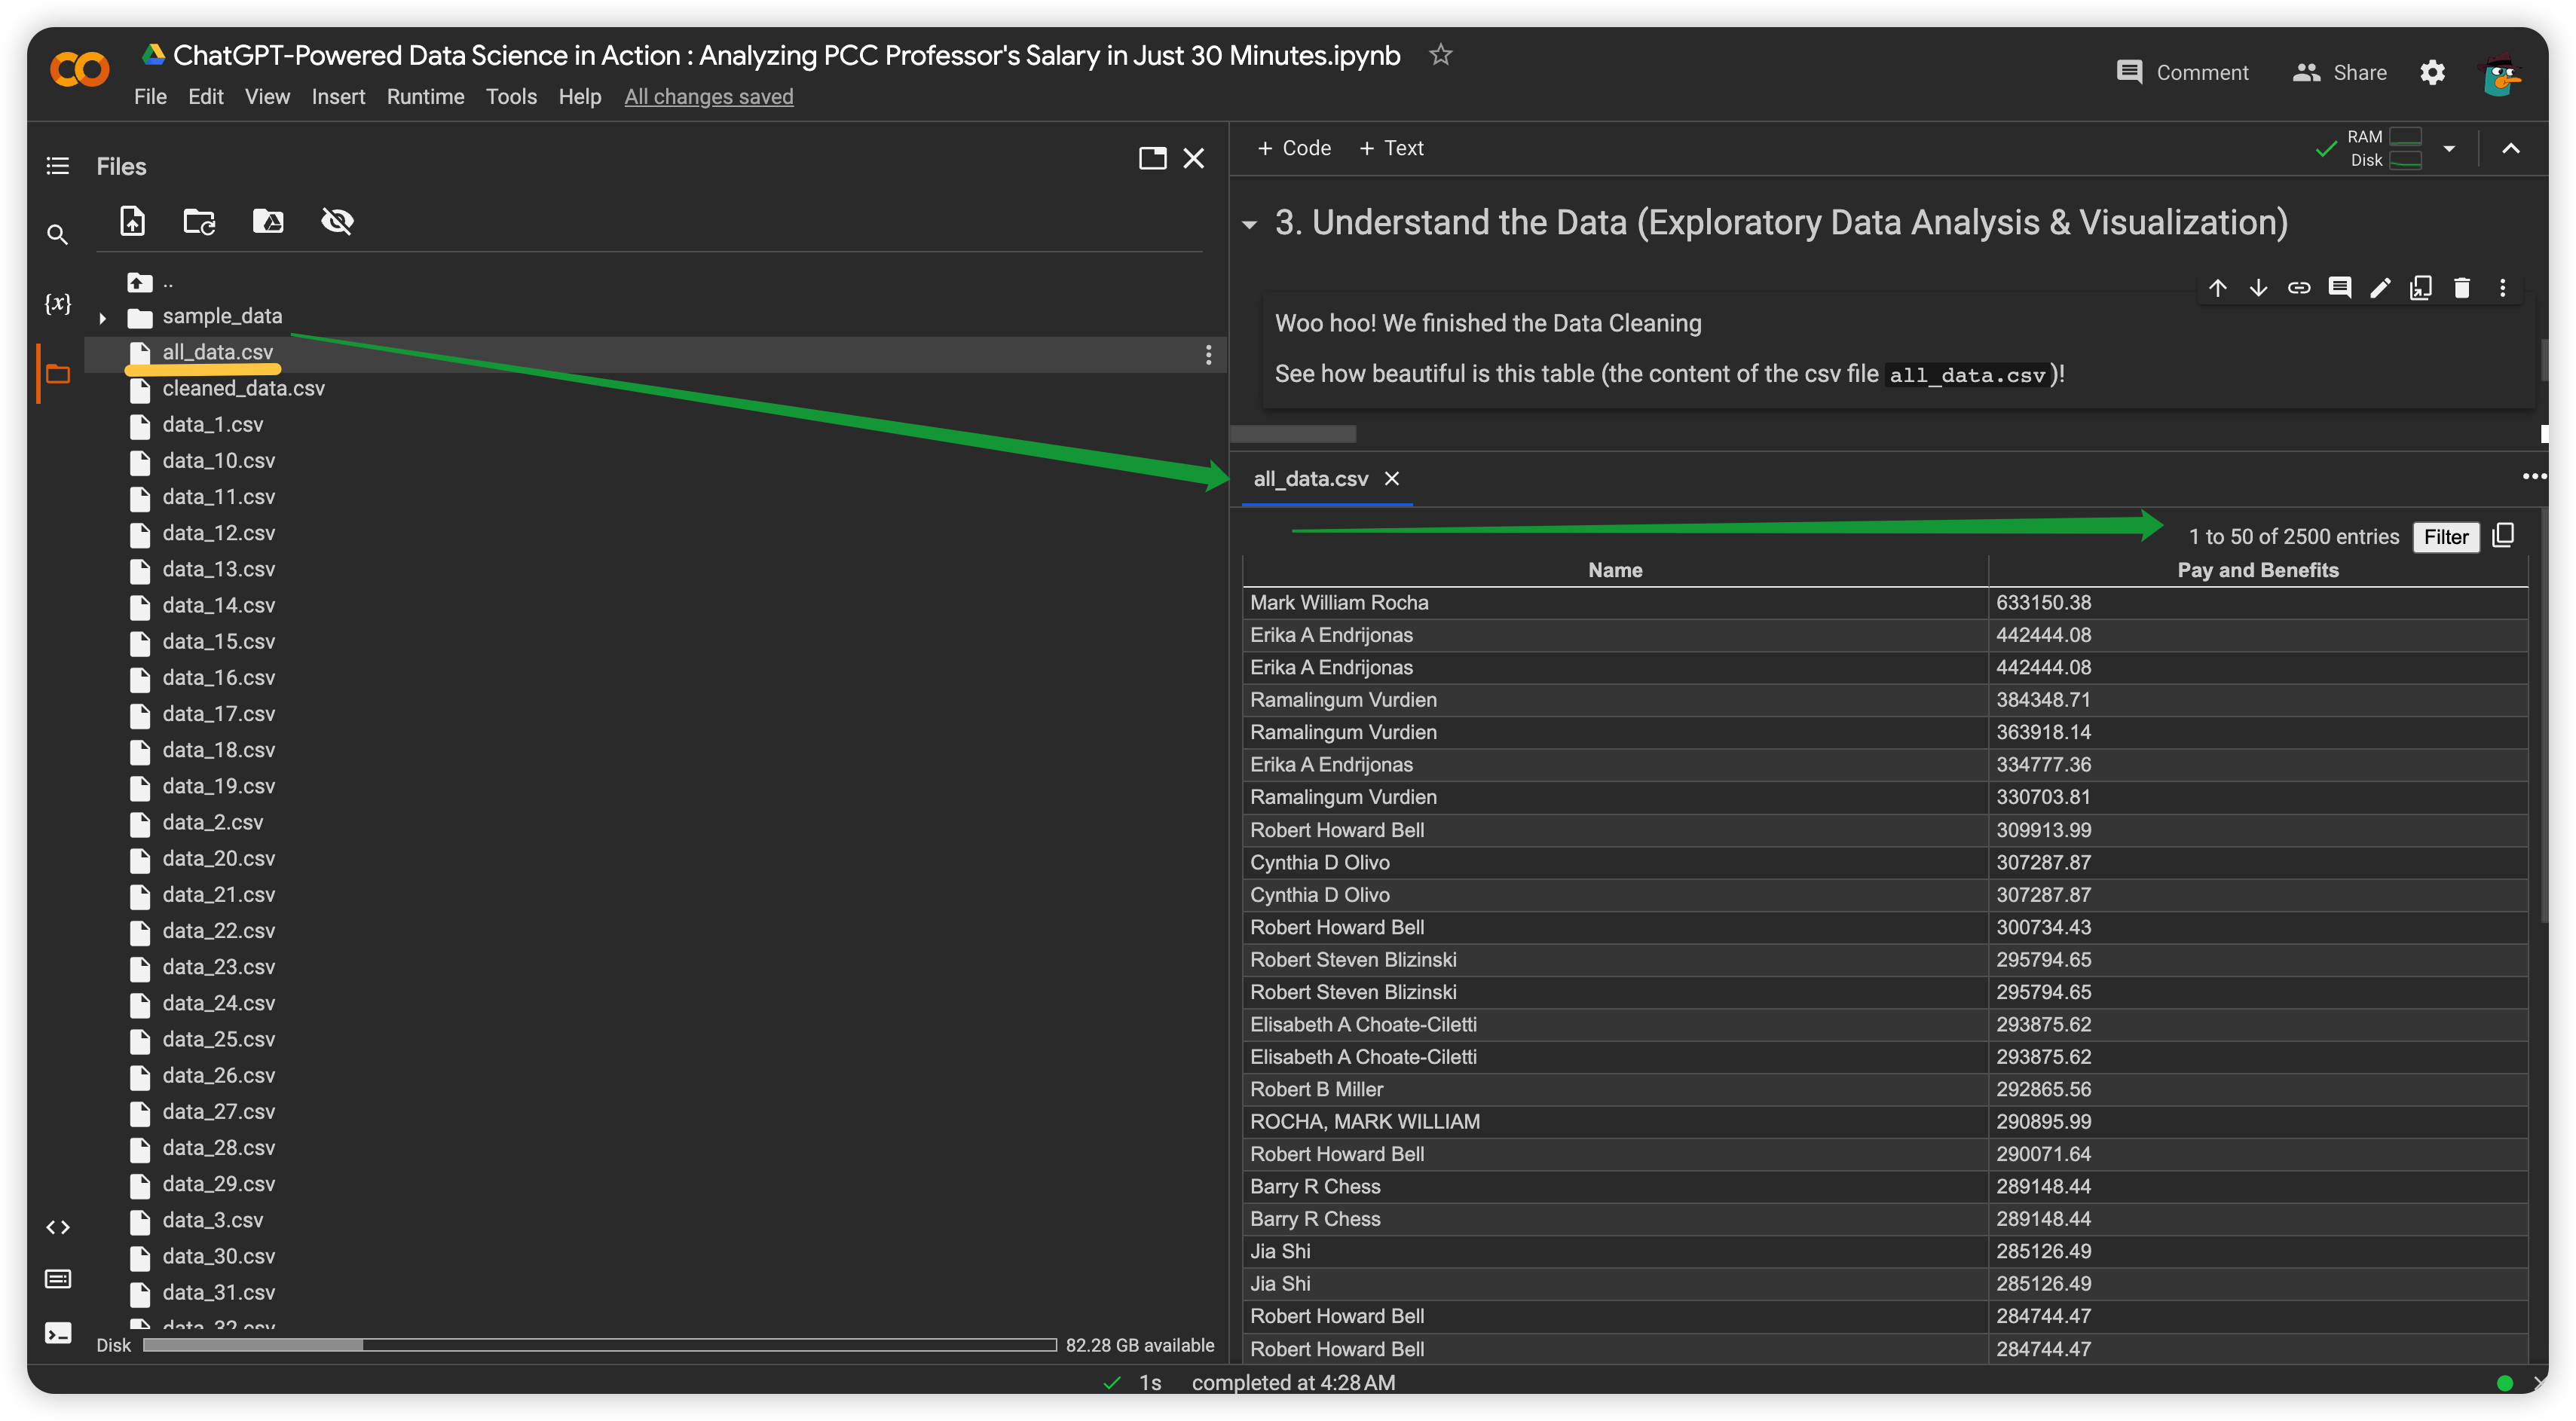 ChatGPT-Powered Data Science in Action : Analyzing PCC Professor's Salary in Just 30 Minutes.ipynb
File Edit View Insert Runtime Tools Help All changes saved
Comment Share
Files
..
sample_data
all_data.csv
cleaned_data.csv
data_1.csv
data_10.csv
data_11.csv
data_12.csv
data_13.csv
data_14.csv
data_15.csv
data_16.csv
data_17.csv
data_18.csv
data_19.csv
data_2.csv
data_20.csv
data_21.csv
data_22.csv
data_23.csv
data_24.csv
data_25.csv
data_26.csv
data_27.csv
data_28.csv
data_29.csv
data_3.csv
data_30.csv
data_31.csv
data_32.csv
Disk 82.28 GB available
+ Code + Text
RAM
Disk
3. Understand the Data (Exploratory Data Analysis & Visualization)
Woo hoo! We finished the Data Cleaning
See how beautiful is this table (the content of the csv file all_data.csv)!
all_data.csv
1 to 50 of 2500 entries Filter
Name Pay and Benefits
Mark William Rocha 633150.38
Erika A Endrijonas 442444.08
Erika A Endrijonas 442444.08
Ramalingum Vurdien 384348.71
Ramalingum Vurdien 363918.14
Erika A Endrijonas 334777.36
Ramalingum Vurdien 330703.81
Robert Howard Bell 309913.99
Cynthia D Olivo 307287.87
Cynthia D Olivo 307287.87
Robert Howard Bell 300734.43
Robert Steven Blizinski 295794.65
Robert Steven Blizinski 295794.65
Elisabeth A Choate-Ciletti 293875.62
Elisabeth A Choate-Ciletti 293875.62
Robert B Miller 292865.56
ROCHA, MARK WILLIAM 290895.99
Robert Howard Bell 290071.64
Barry R Chess 289148.44
Barry R Chess 289148.44
Jia Shi 285126.49
Jia Shi 285126.49
Robert Howard Bell 284744.47
Robert Howard Bell 284744.47
1s completed at 4:28 AM